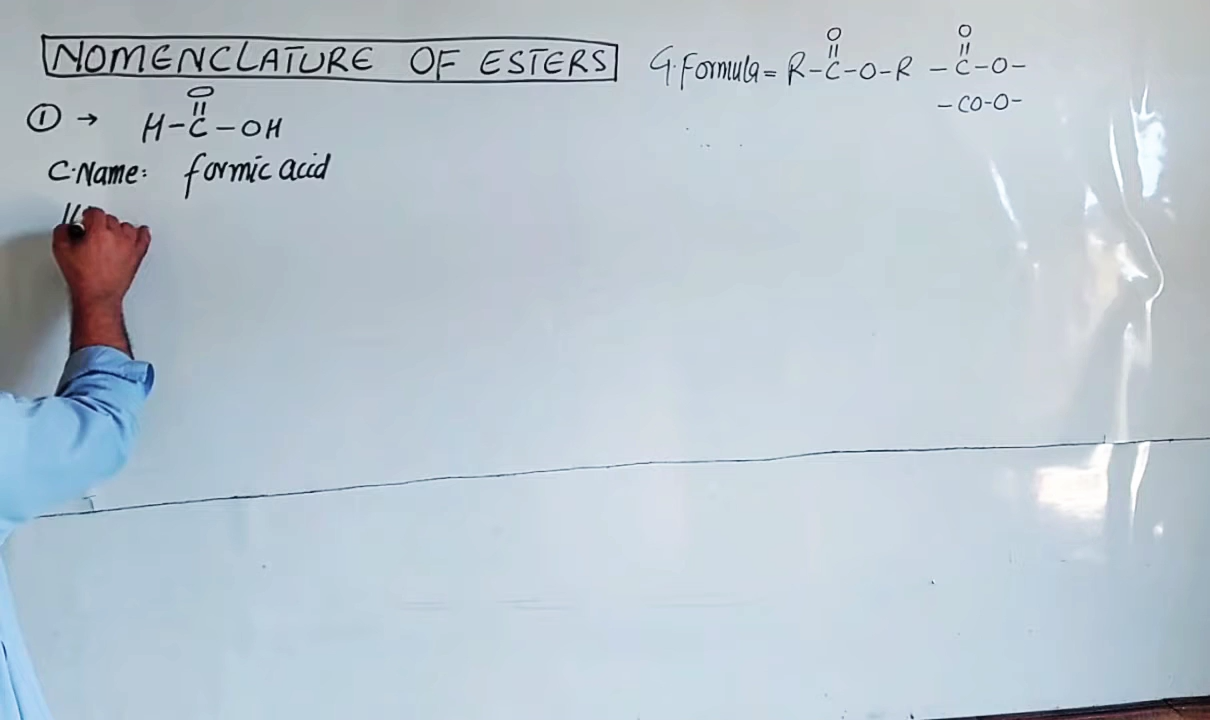 NOMENCLATURE OF ESTERS
G.Formula = R-C-O-R -C-O-
O O
-CO-O-
① → H-C-OH
O
C.Name: formic acid